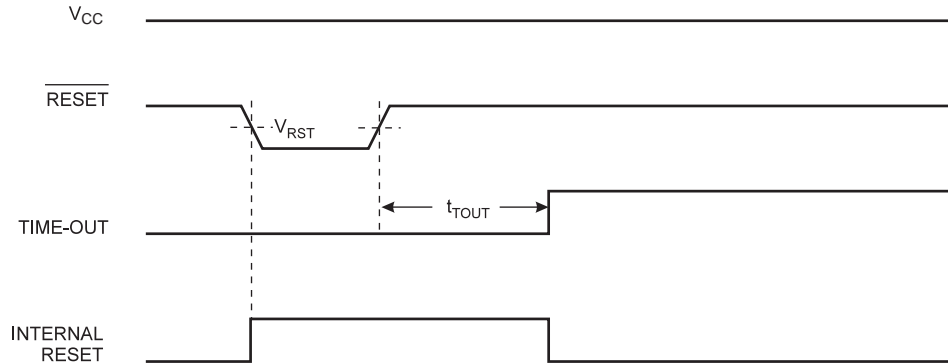 VCC
RESET
VRST
tTOUT
TIME-OUT
INTERNAL
RESET